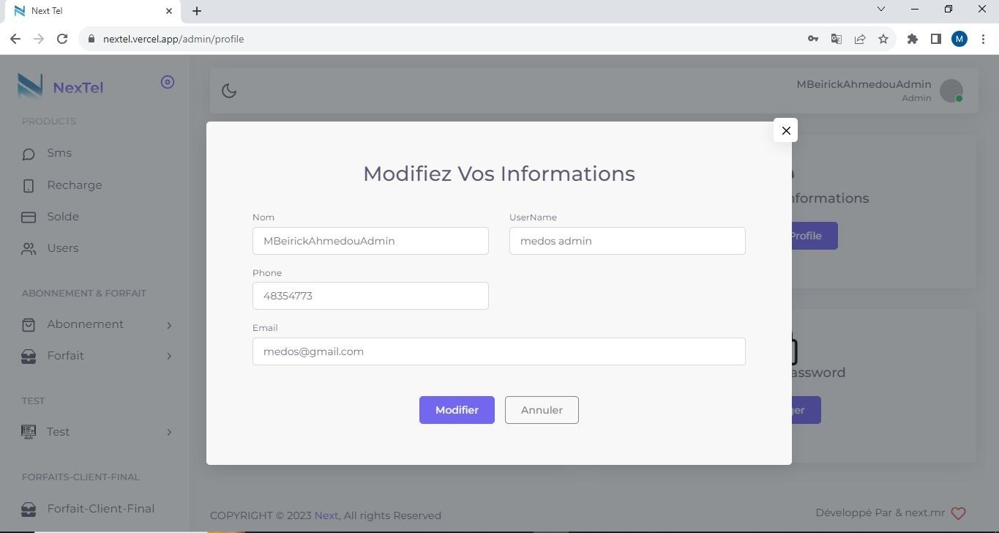 Next Tel
nextel.vercel.app/admin/profile
M
NexTel
MBeirickAhmedouAdmin
Admin
PRODUCTS
Sms
Recharge
Solde
Users
ABONNEMENT & FORFAIT
Abonnement
Forfait
TEST
Test
FORFAITS-CLIENT-FINAL
Forfait-Client-Final
Modifiez Vos Informations
Nom
UserName
MBeirickAhmedouAdmin
medos admin
Phone
48354773
Email
medos@gmail.com
Modifier
Annuler
nformations
Profile
assword
ger
COPYRIGHT © 2023 Next, All rights Reserved
Développé Par & next.mr